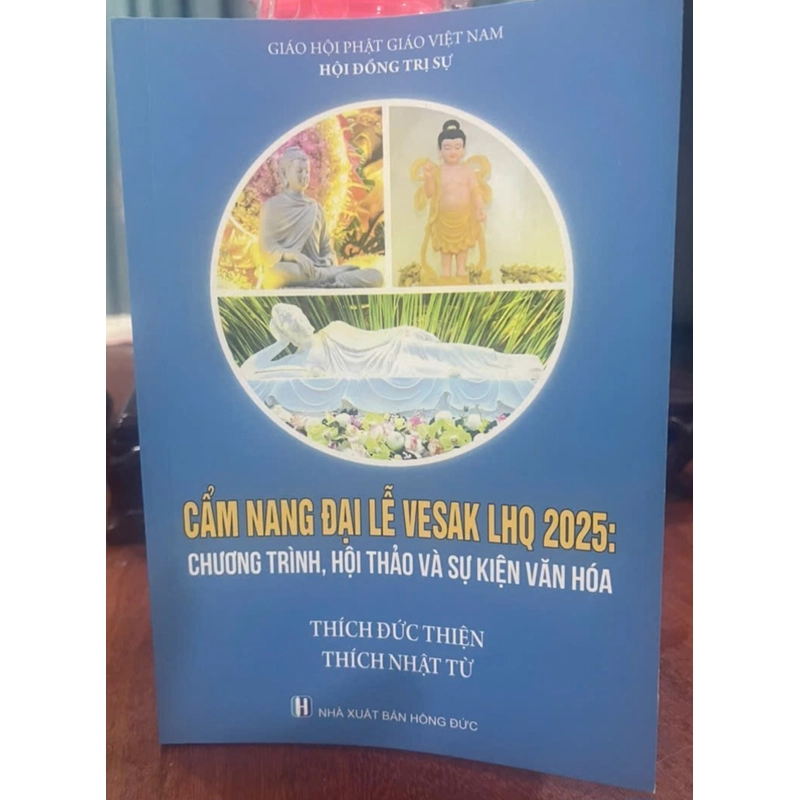 GIÁO HỘI PHẬT GIÁO VIỆT NAM
HỘI ĐỒNG TRỊ SỰ
CẨM NANG ĐẠI LỄ VESAK LHQ 2025:
CHƯƠNG TRÌNH, HỘI THẢO VÀ SỰ KIỆN VĂN HÓA
THÍCH ĐỨC THIỆN
THÍCH NHẬT TỪ
H NHÀ XUẤT BẢN HỒNG ĐỨC